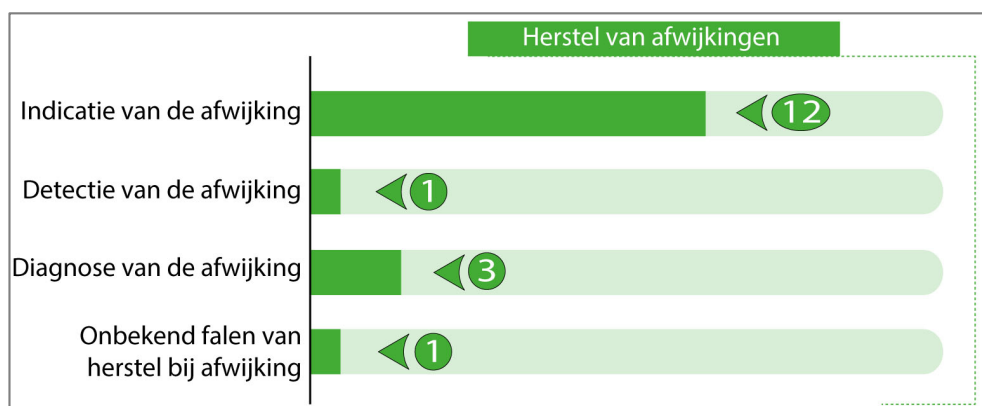 Herstel van afwijkingen
Indicatie van de afwijking
12
Detectie van de afwijking
1
Diagnose van de afwijking
3
Onbekend falen van
herstel bij afwijking
1